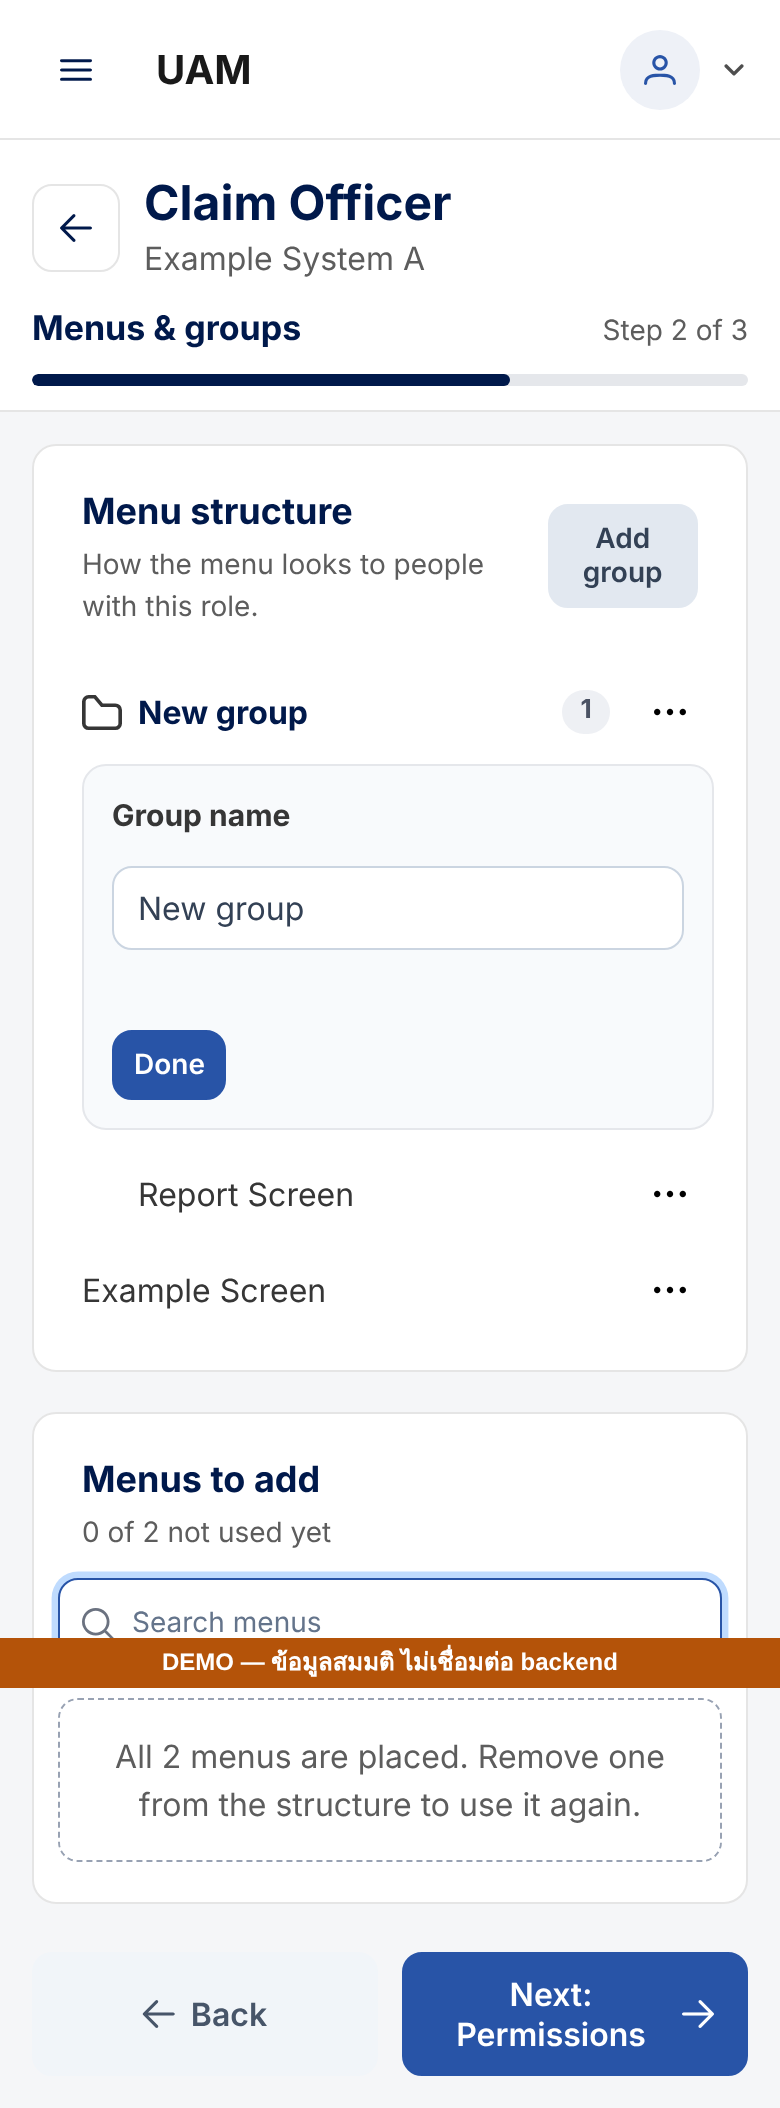 UAM
Claim Officer
Example System A
Menus & groups
Step 2 of 3
Menu structure
How the menu looks to people
with this role.
Add
group
New group
1
Group name
New group
Done
Report Screen
Example Screen
Menus to add
0 of 2 not used yet
Search menus
DEMO — ข้อมูลสมมติ ไม่เชื่อมต่อ backend
All 2 menus are placed. Remove one
from the structure to use it again.
Back
Next:
Permissions